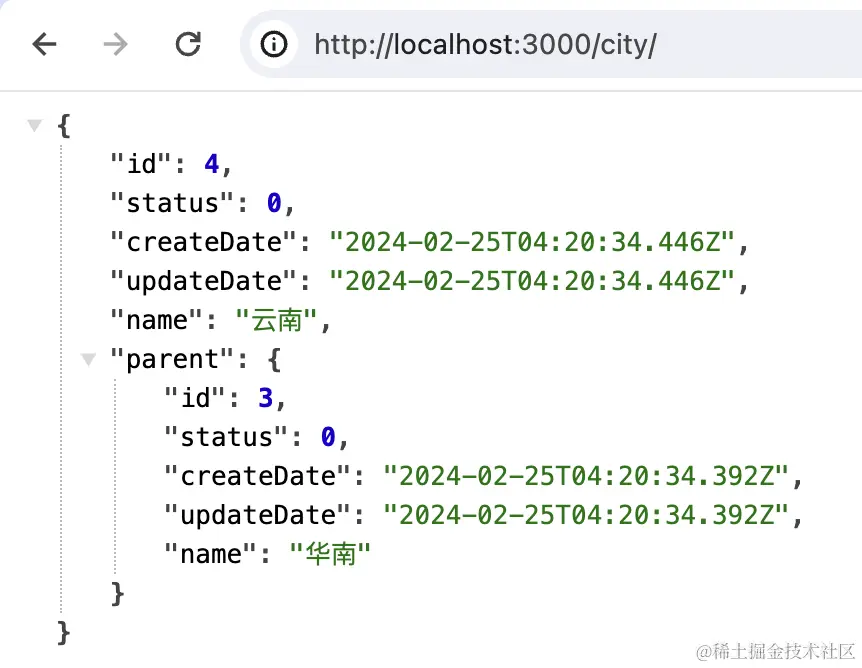 http://localhost:3000/city/
{
"id": 4,
"status": 0,
"createDate": "2024-02-25T04:20:34.446Z",
"updateDate": "2024-02-25T04:20:34.446Z",
"name": "云南",
"parent": {
"id": 3,
"status": 0,
"createDate": "2024-02-25T04:20:34.392Z",
"updateDate": "2024-02-25T04:20:34.392Z",
"name": "华南"
}
}
@稀土掘金技术社区